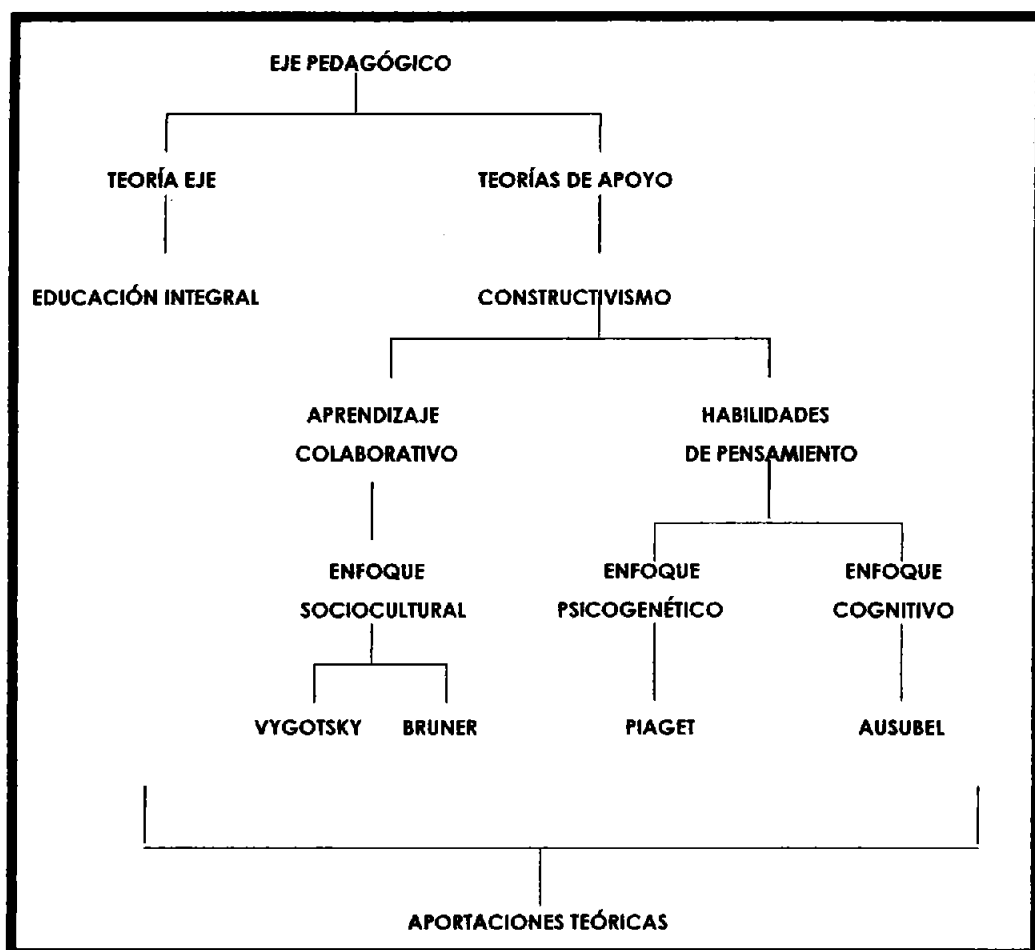 EJE PEDAGÓGICO
TEORÍA EJE
TEORÍAS DE APOYO
EDUCACIÓN INTEGRAL
CONSTRUCTIVISMO
APRENDIZAJE
COLABORATIVO
HABILIDADES
DE PENSAMIENTO
ENFOQUE
SOCIOCULTURAL
ENFOQUE
PSICOGENÉTICO
ENFOQUE
COGNITIVO
VYGOTSKY
BRUNER
PIAGET
AUSUBEL
APORTACIONES TEÓRICAS